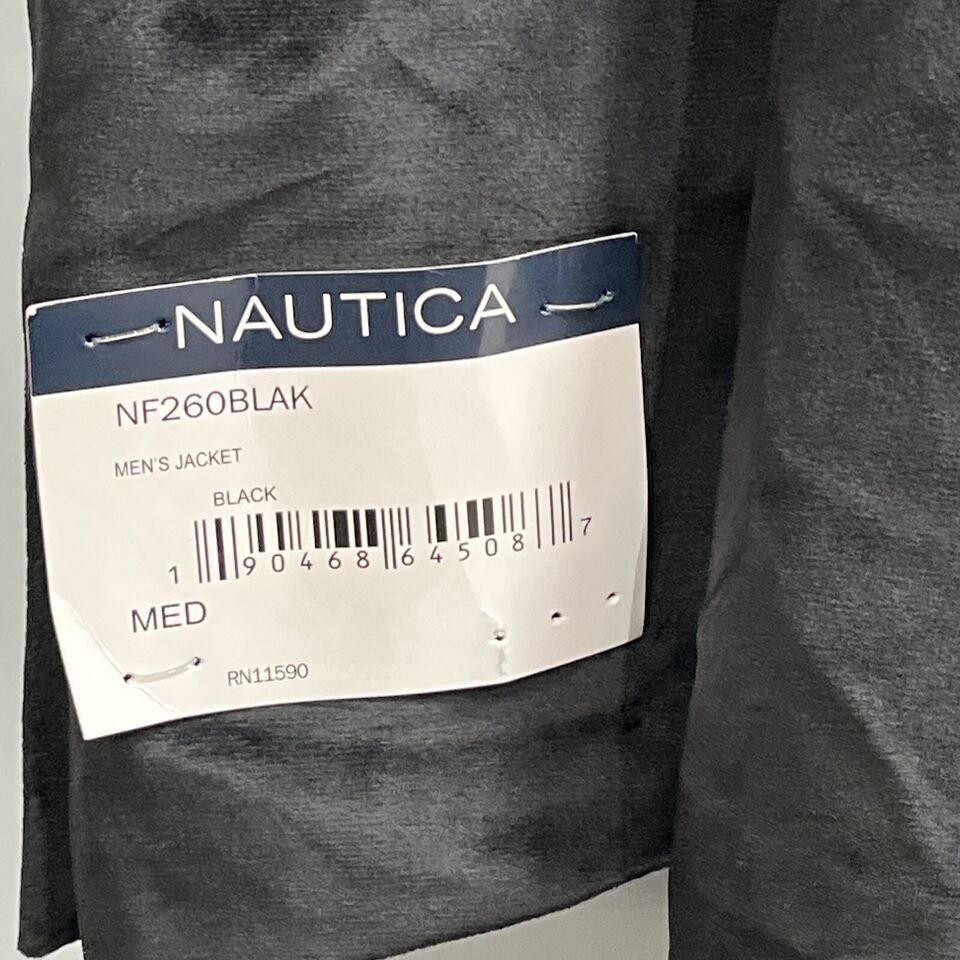 NAUTICA
NF260BLAK
MEN'S JACKET
BLACK
1 90468 64508 7
MED
RN11590